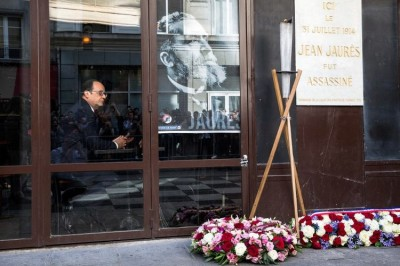 ICI
LE
31 JUILLET 1914
JEAN JAURÈS
FUT
ASSASSINÉ